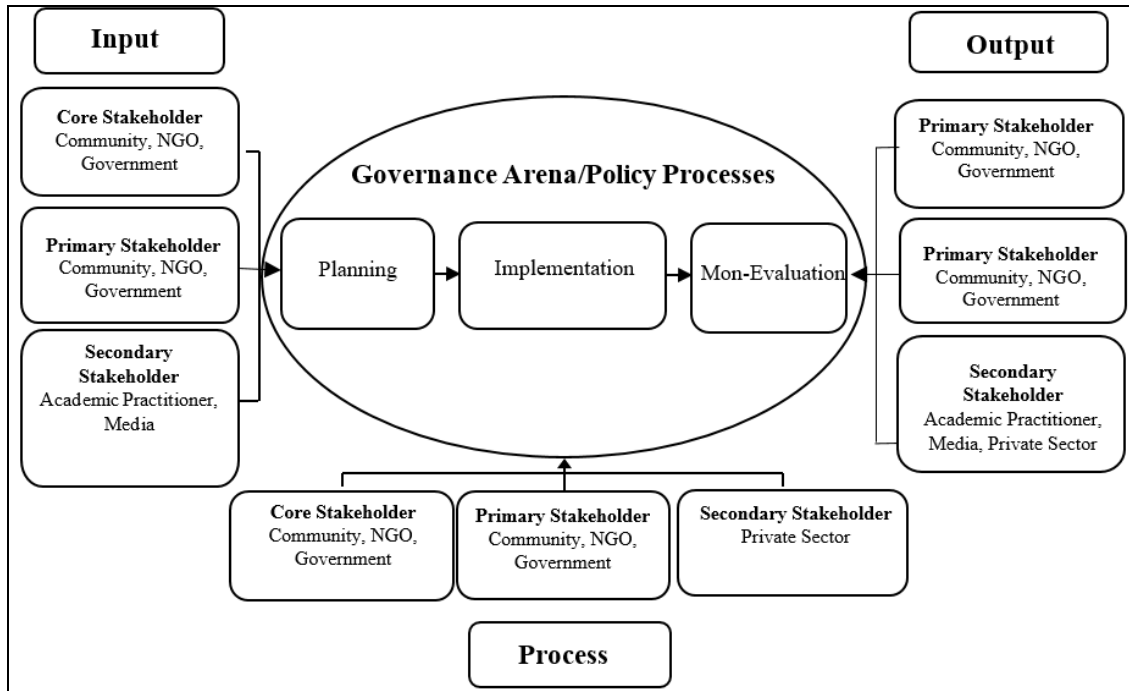 Input
Output
Core Stakeholder
Community, NGO,
Government
Primary Stakeholder
Community, NGO,
Government
Secondary
Stakeholder
Academic Practitioner,
Media
Governance Arena/Policy Processes
Planning
Implementation
Mon-Evaluation
Primary Stakeholder
Community, NGO,
Government
Primary Stakeholder
Community, NGO,
Government
Secondary
Stakeholder
Academic Practitioner,
Media, Private Sector
Core Stakeholder
Community, NGO,
Government
Primary Stakeholder
Community, NGO,
Government
Secondary Stakeholder
Private Sector
Process